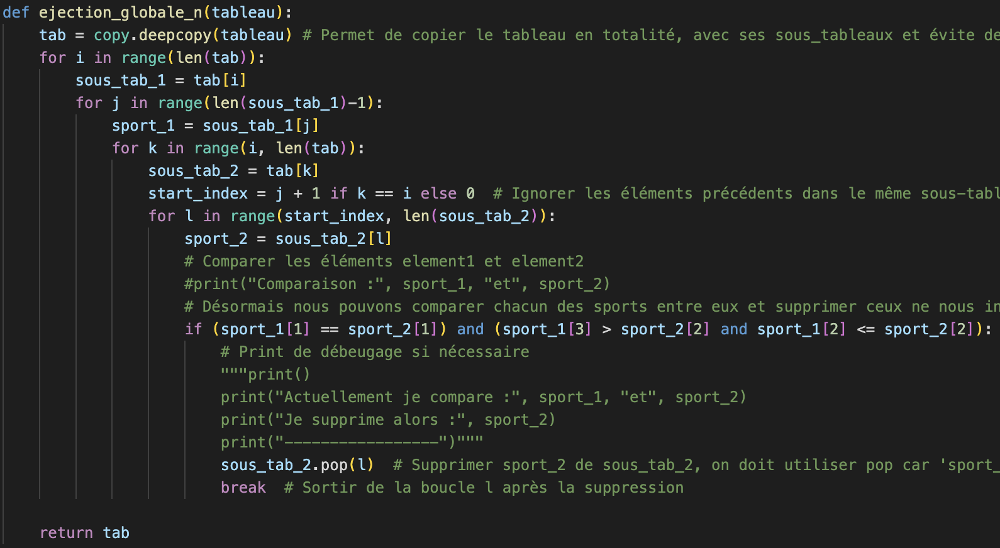 def ejection_globale_n(tableau):
    tab = copy.deepcopy(tableau) # Permet de copier le tableau en totalité, avec ses sous_tableaux et évite de
    for i in range(len(tab)):
        sous_tab_1 = tab[i]
        for j in range(len(sous_tab_1)-1):
            sport_1 = sous_tab_1[j]
            for k in range(i, len(tab)):
                sous_tab_2 = tab[k]
                start_index = j + 1 if k == i else 0  # Ignorer les éléments précédents dans le même sous-tabl
                for l in range(start_index, len(sous_tab_2)):
                    sport_2 = sous_tab_2[l]
                    # Comparer les éléments element1 et element2
                    #print("Comparaison :", sport_1, "et", sport_2)
                    # Désormais nous pouvons comparer chacun des sports entre eux et supprimer ceux ne nous in
                    if (sport_1[1] == sport_2[1]) and (sport_1[3] > sport_2[2] and sport_1[2] <= sport_2[2]):
                        # Print de débeugage si nécessaire
                        """print()
                        print("Actuellement je compare :", sport_1, "et", sport_2)
                        print("Je supprime alors :", sport_2)
                        print("-----------------")"""
                        sous_tab_2.pop(l)  # Supprimer sport_2 de sous_tab_2, on doit utiliser pop car 'sport_
                        break  # Sortir de la boucle l après la suppression
    return tab